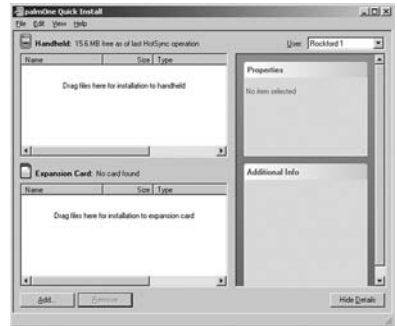 palmOne Quick Install
File Edit View Help
Handheld: 15.6 MB free as of last HotSync operation
User: Rockford 1
Name Size Type
Drag files here for installation to handheld
Properties
No item selected
Expansion Card: No card found
Name Size Type
Drag files here for installation to expansion card
Additional Info
Add... Remove Hide Details